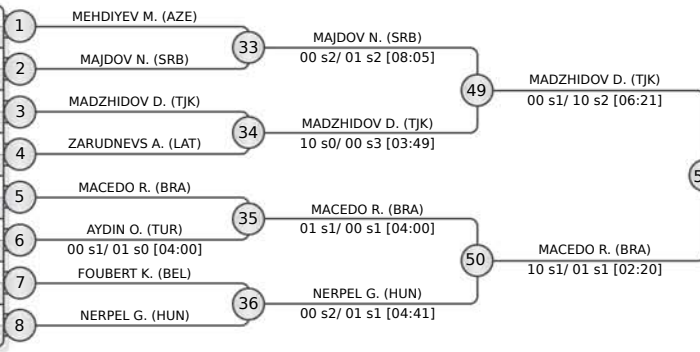 1
MEHDIYEV M. (AZE)
2
MAJDOV N. (SRB)
33
MAJDOV N. (SRB)
00 s2/ 01 s2 [08:05]
3
MADZHIDOV D. (TJK)
4
ZARUDNEVS A. (LAT)
34
MADZHIDOV D. (TJK)
10 s0/ 00 s3 [03:49]
49
MADZHIDOV D. (TJK)
00 s1/ 10 s2 [06:21]
5
MACEDO R. (BRA)
6
AYDIN O. (TUR)
00 s1/ 01 s0 [04:00]
35
MACEDO R. (BRA)
01 s1/ 00 s1 [04:00]
7
FOUBERT K. (BEL)
8
NERPEL G. (HUN)
36
NERPEL G. (HUN)
00 s2/ 01 s1 [04:41]
50
MACEDO R. (BRA)
10 s1/ 01 s1 [02:20]